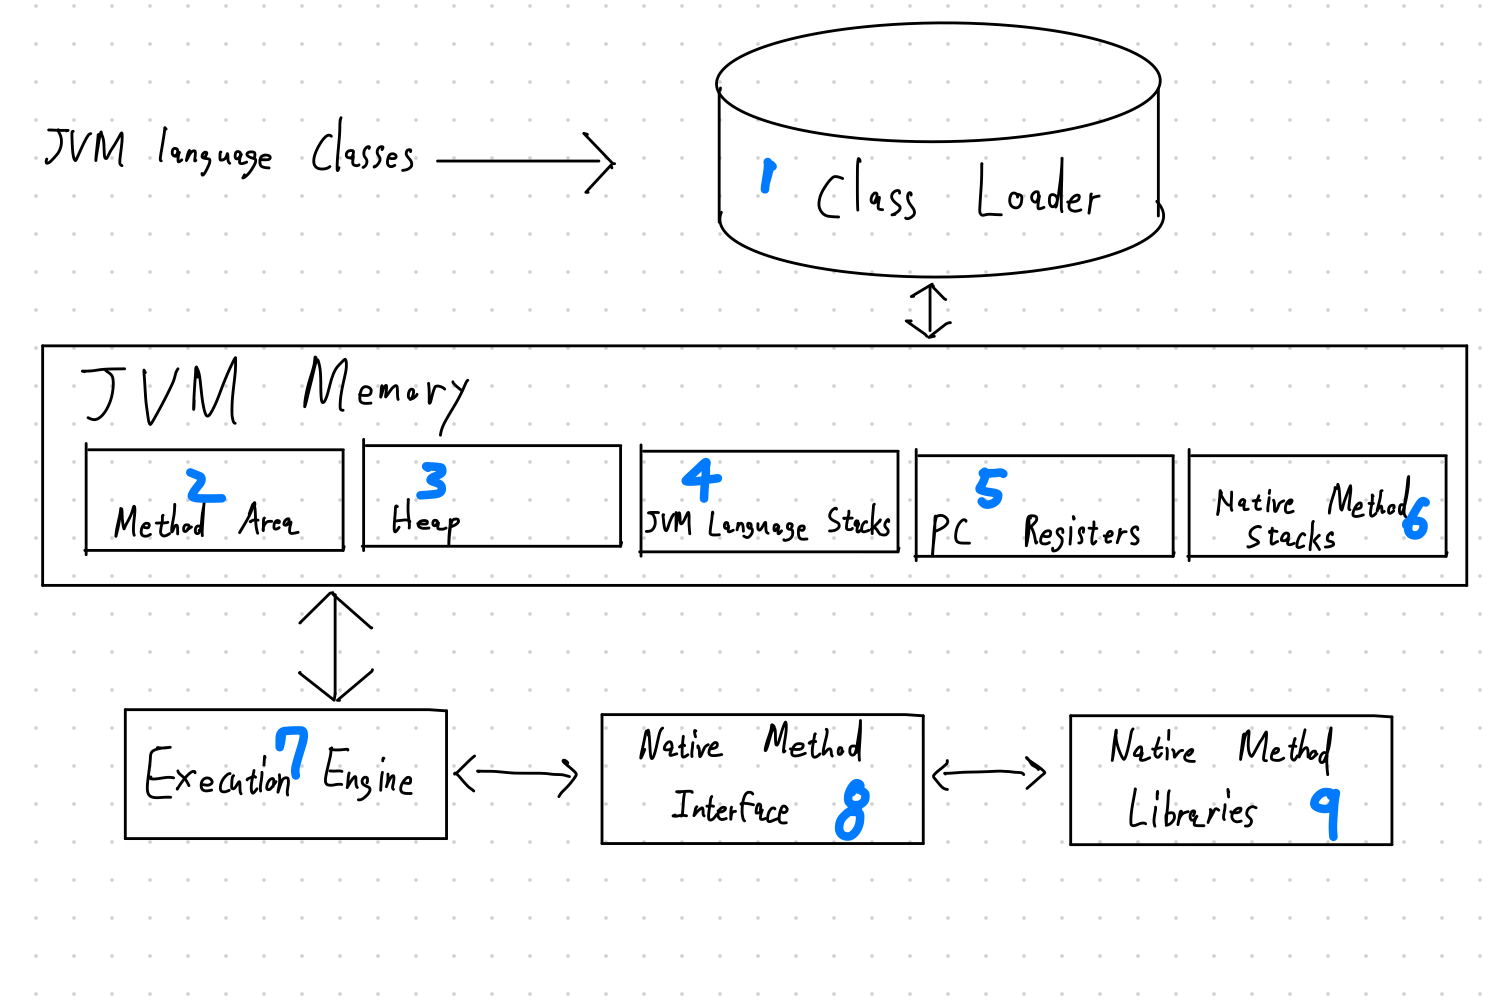 JVM language Classes
1 Class Loader
JVM Memory
2
Method Area
3
Heap
4
JVM Language Stacks
5
PC Registers
Native Method
Stacks 6
Execution 7 Engine
Native Method
Interface 8
Native Method
Libraries 9